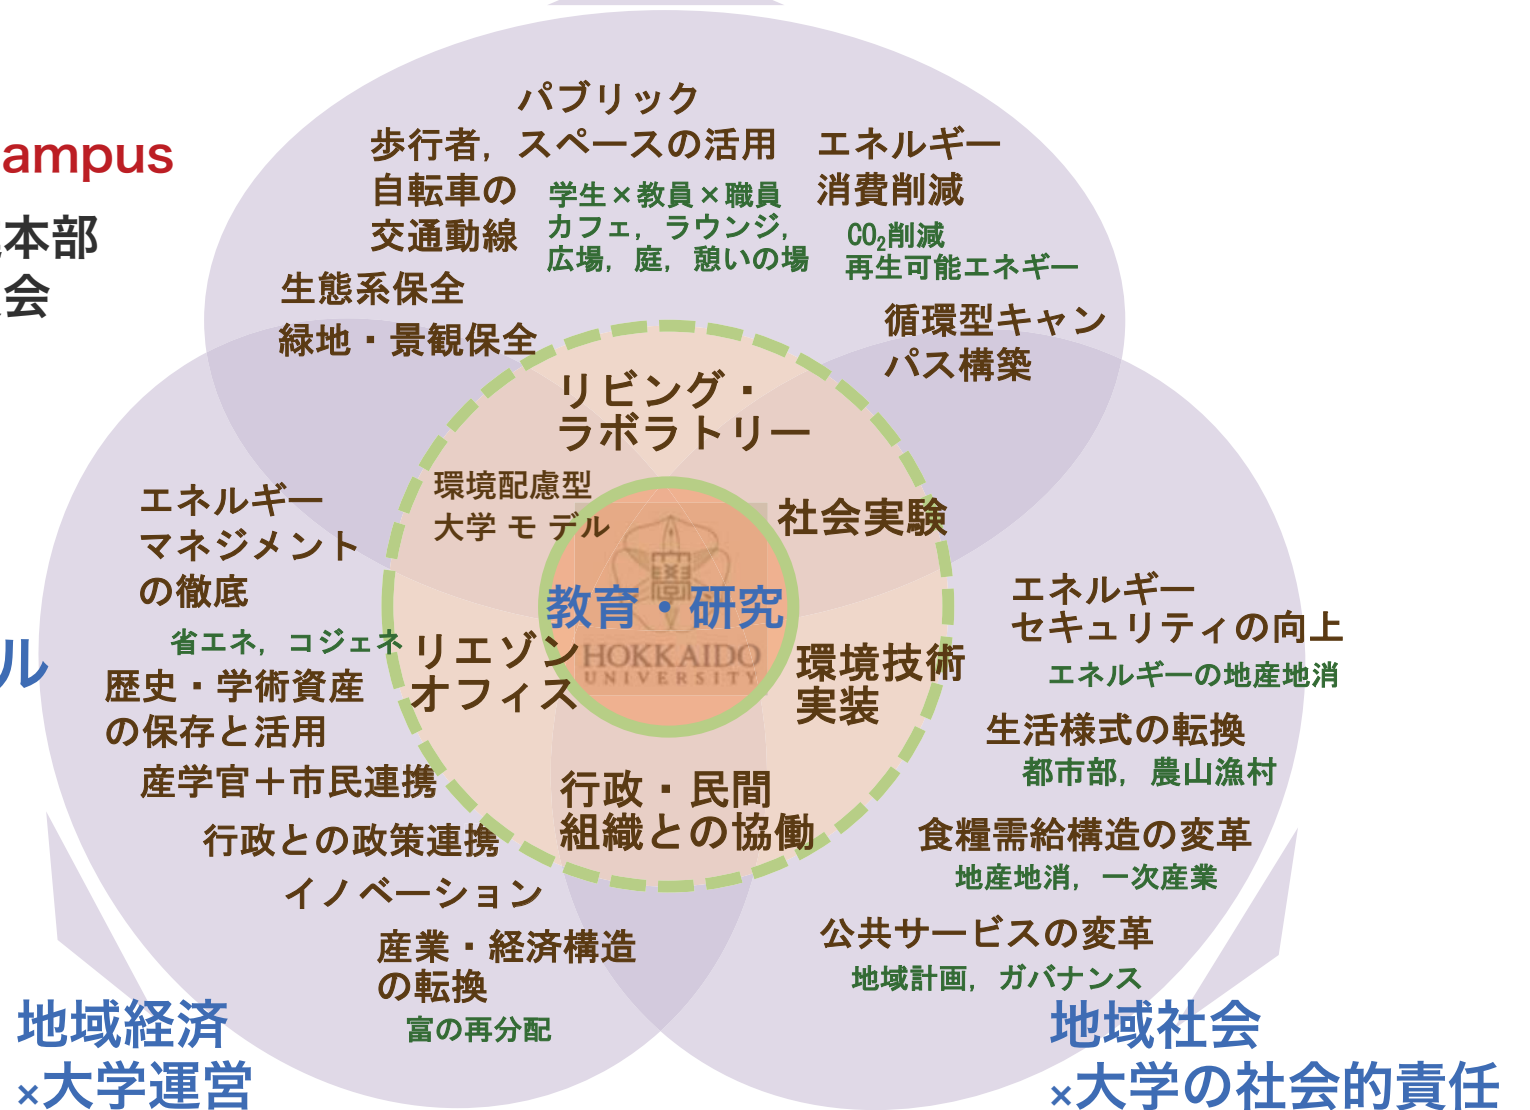 ampus
本部
会
ル
パブリック
スペースの活用
学生×教員×職員
カフェ，ラウンジ，
広場，庭，憩いの場
歩行者，
自転車の
交通動線
エネルギー
消費削減
CO₂削減
再生可能エネルギー
生態系保全
緑地・景観保全
循環型キャン
パス構築
リビング・
ラボラトリー
環境配慮型
大学モデル
社会実験
教育・研究
HOKKAIDO
UNIVERSITY
リエゾン
オフィス
環境技術
実装
行政・民間
組織との協働
エネルギー
マネジメント
の徹底
省エネ，コジェネ
歴史・学術資産
の保存と活用
産学官＋市民連携
行政との政策連携
イノベーション
産業・経済構造
の転換
富の再分配
エネルギー
セキュリティの向上
エネルギーの地産地消
生活様式の転換
都市部，農山漁村
食糧需給構造の変革
地産地消，一次産業
公共サービスの変革
地域計画，ガバナンス
地域経済
×大学運営
地域社会
×大学の社会的責任